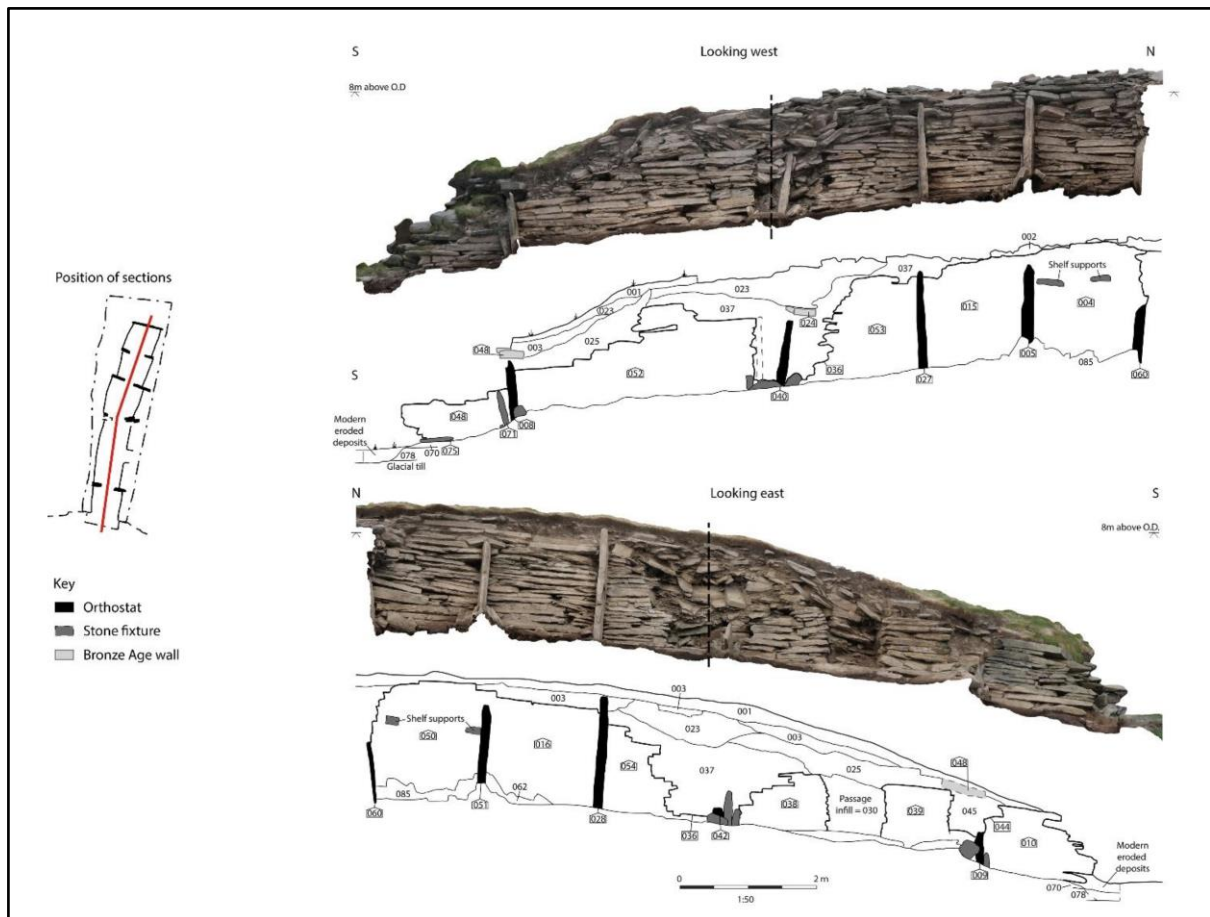 S
Looking west
N
8m above O.D
002
037
Shelf supports
001
023
015
004
023
037
024
053
048
003
025
052
036
005
085
027
060
040
S
048
071
008
Modern
eroded
deposits
070
075
078
Glacial till
Position of sections
Key
Orthostat
Stone fixture
Bronze Age wall
N
Looking east
S
8m above O.D.
003
003
001
Shelf supports
023
003
050
016
048
054
025
037
038
Passage
infill = 030
039
045
044
010
085
062
051
060
028
036
042
009
Modern
eroded
deposits
070
078
0
2 m
1:50